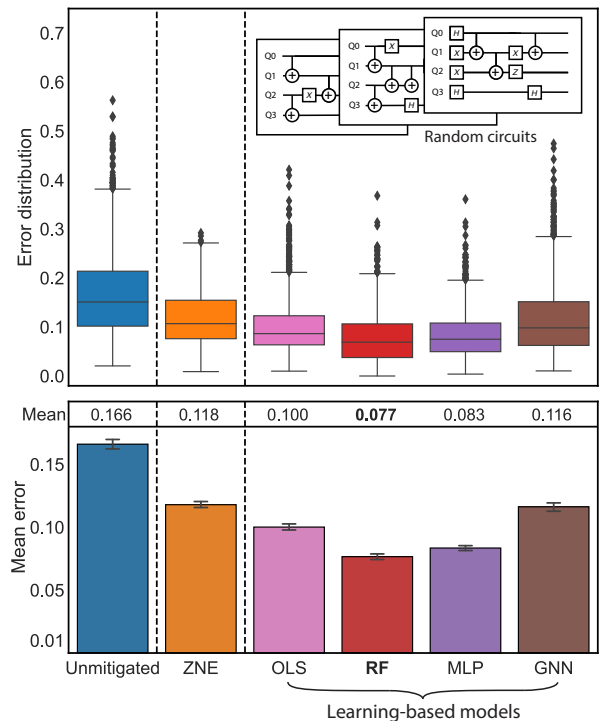 0.7
0.6
0.5
0.4
0.3
0.2
0.1
0.0
Error distribution
Q0
Q1
Q2
X
Q3
Q0
X
Q1
Q2
Q3
H
Q0
H
Q1
X
X
Q2
X
Z
Q3
H
H
Random circuits
Mean 0.166 0.118 0.100 0.077 0.083 0.116
0.15
0.10
0.05
0.01
Mean error
Unmitigated ZNE OLS RF MLP GNN
Learning-based models